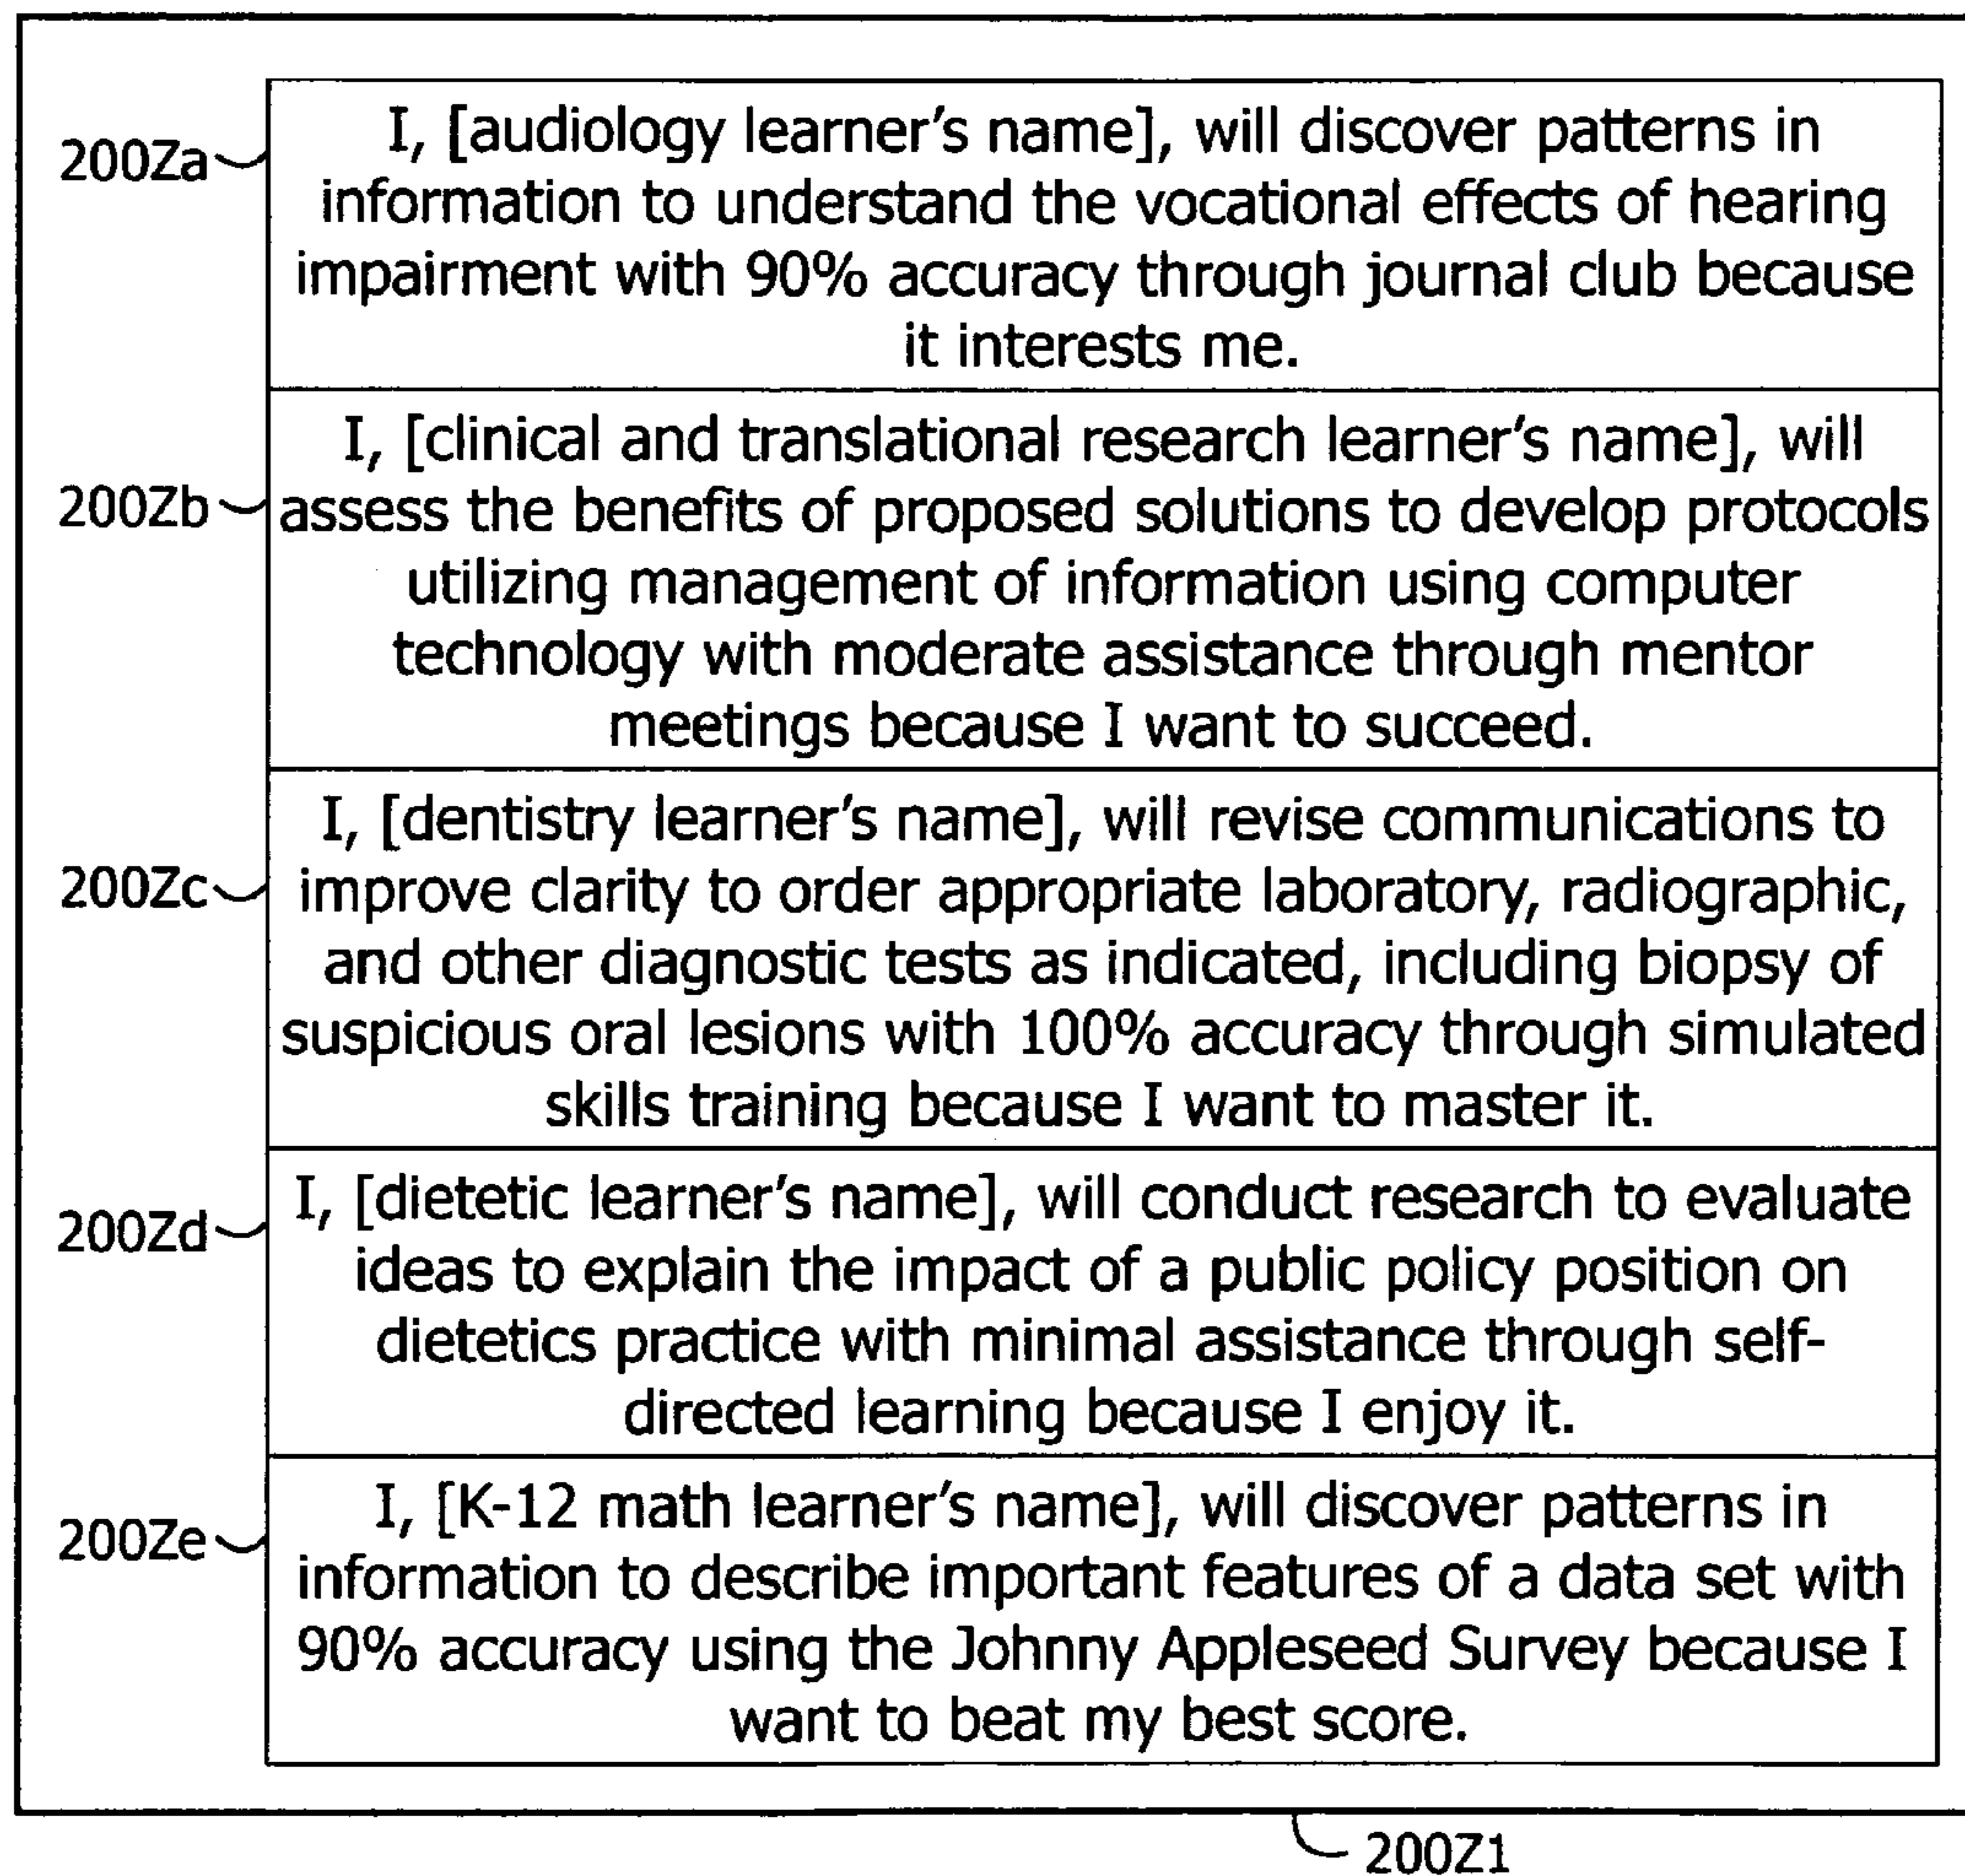 200Za
I, [audiology learner's name], will discover patterns in
information to understand the vocational effects of hearing
impairment with 90% accuracy through journal club because
it interests me.
200Zb
I, [clinical and translational research learner's name], will
assess the benefits of proposed solutions to develop protocols
utilizing management of information using computer
technology with moderate assistance through mentor
meetings because I want to succeed.
200Zc
I, [dentistry learner's name], will revise communications to
improve clarity to order appropriate laboratory, radiographic,
and other diagnostic tests as indicated, including biopsy of
suspicious oral lesions with 100% accuracy through simulated
skills training because I want to master it.
200Zd
I, [dietetic learner's name], will conduct research to evaluate
ideas to explain the impact of a public policy position on
dietetics practice with minimal assistance through self-
directed learning because I enjoy it.
200Ze
I, [K-12 math learner's name], will discover patterns in
information to describe important features of a data set with
90% accuracy using the Johnny Appleseed Survey because I
want to beat my best score.
200Z1